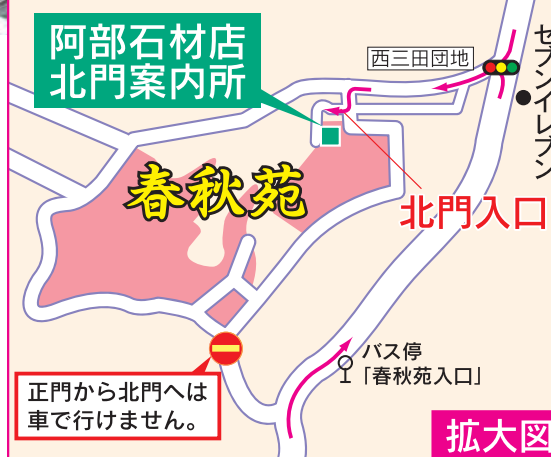 阿部石材店
北門案内所
西三田団地
セブンイレブン
春秋苑
北門入口
バス停
「春秋苑入口」
正門から北門へは
車で行けません。
拡大図